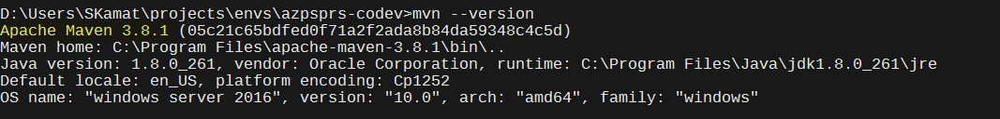 D:\Users\SKamat\projects\envs\azpsprs-codev>mvn --version
Apache Maven 3.8.1 (05c21c65bdfed0f71a2f2ada8b84da59348c4c5d)
Maven home: C:\Program Files\apache-maven-3.8.1\bin\..
Java version: 1.8.0_261, vendor: Oracle Corporation, runtime: C:\Program Files\Java\jdk1.8.0_261\jre
Default locale: en_US, platform encoding: Cp1252
OS name: "windows server 2016", version: "10.0", arch: "amd64", family: "windows"